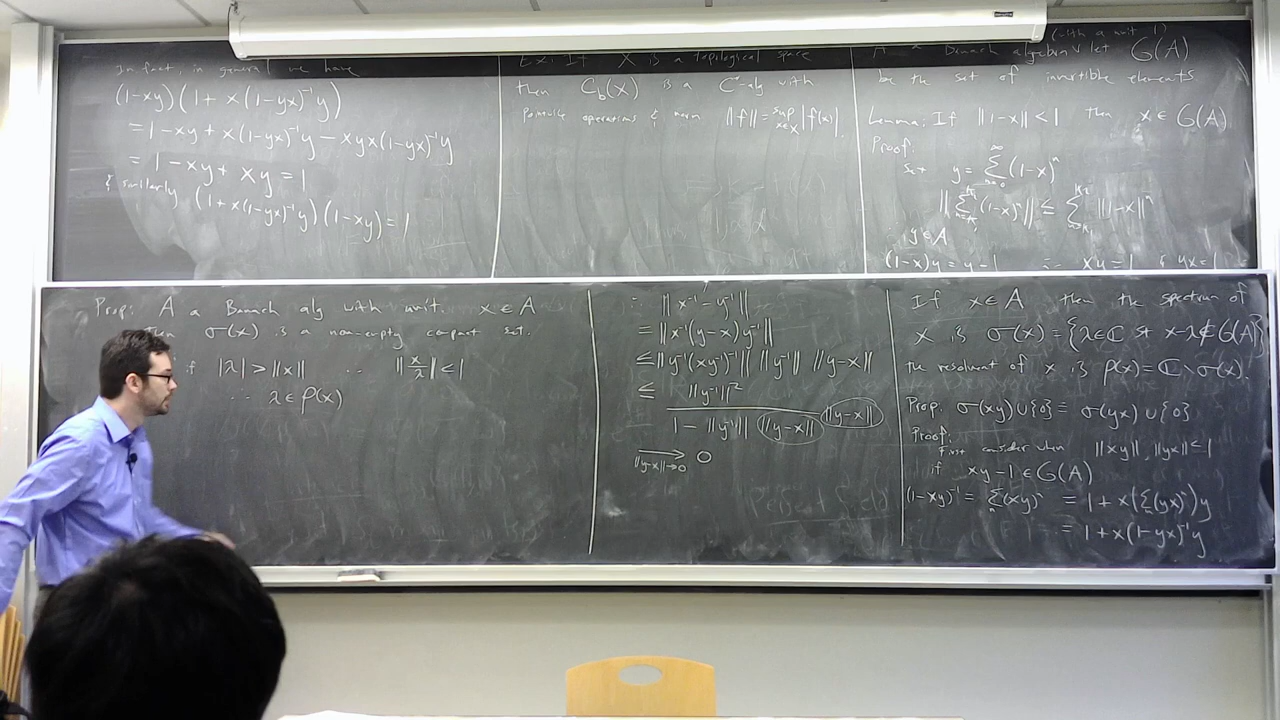 In fact, in general we have
(1-xy)(1+x(1-yx)⁻¹y)
= 1-xy+x(1-yx)⁻¹y - xyx(1-yx)⁻¹y
= 1-xy+xy=1
& similarly (1+x(1-yx)⁻¹y)(1-xy)=1
Ex: If X is a topological space
then C_b(X) is a C*-alg with
pointwise operations & norm ||f|| = sup_{x∈X} |f(x)|.
(with a unit 1)
Banach algebra let G(A)
be the set of invertible elements
Lemma: If ||1-x||<1 then x∈G(A)
Proof:
Set y = Σ_{n=0}^∞ (1-x)ⁿ
(1-x)y = y-1 ∴ xy=1 & yx=1
Prop: A a Banach alg with unit. x∈A
then σ(x) is a non-empty compact set.
if |λ|>||x|| ∴ ||x/λ||<1
∴ λ∈ρ(x)
∴ ||x⁻¹-y⁻¹||
= ||x⁻¹(y-x)y⁻¹||
≤ ||y⁻¹(xy⁻¹)⁻¹|| ||y⁻¹|| ||y-x||
≤ ||y⁻¹||² / (1-||y⁻¹|| ||y-x||) ||y-x||
→_{||y-x||→0} 0
If x∈A then the spectrum of
x is σ(x)={λ∈ℂ st x-λ∉G(A)}
the resolvent of x is ρ(x)=ℂ\σ(x).
Prop: σ(xy)∪{0} = σ(yx)∪{0}
Proof:
First consider when ||xy||,||yx||<1
if xy-1∈G(A)
(1-xy)⁻¹ = Σ_n (xy)ⁿ = 1+x(Σ(yx)ⁿ)y
= 1+x(1-yx)⁻¹y